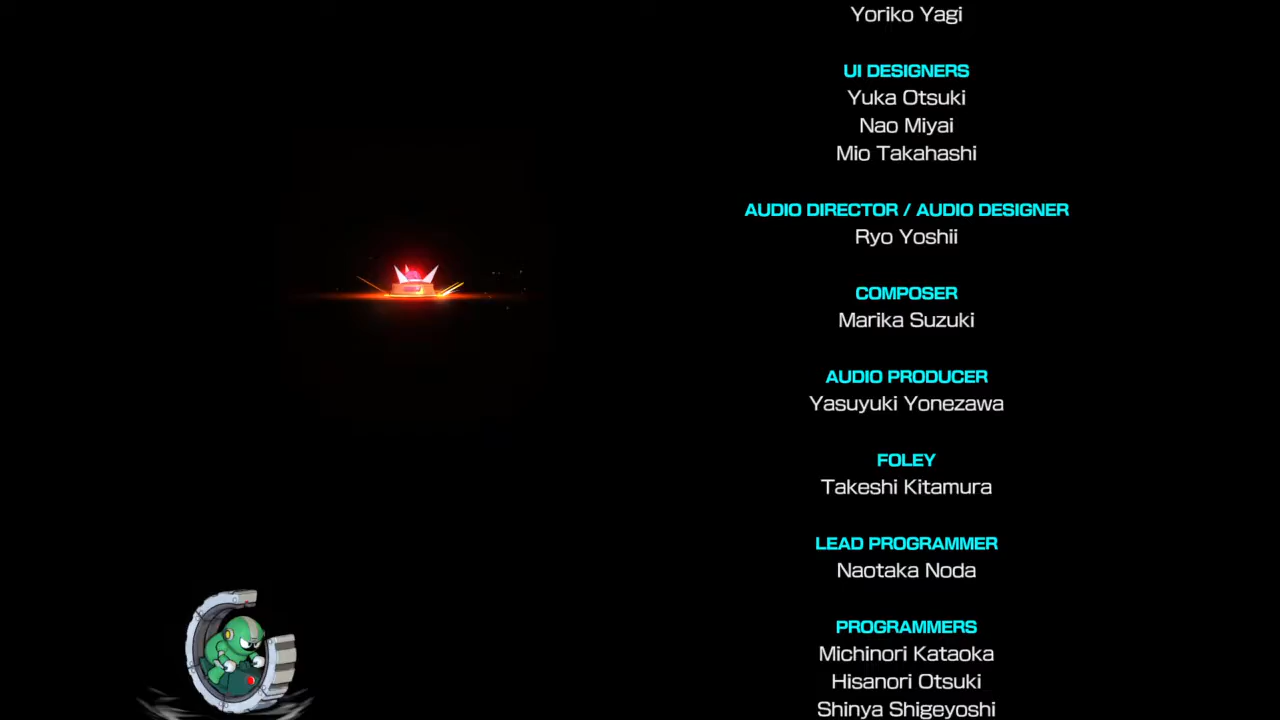 Yoriko Yagi
UI DESIGNERS
Yuka Otsuki
Nao Miyai
Mio Takahashi
AUDIO DIRECTOR / AUDIO DESIGNER
Ryo Yoshii
COMPOSER
Marika Suzuki
AUDIO PRODUCER
Yasuyuki Yonezawa
FOLEY
Takeshi Kitamura
LEAD PROGRAMMER
Naotaka Noda
PROGRAMMERS
Michinori Kataoka
Hisanori Otsuki
Shinya Shigeyoshi